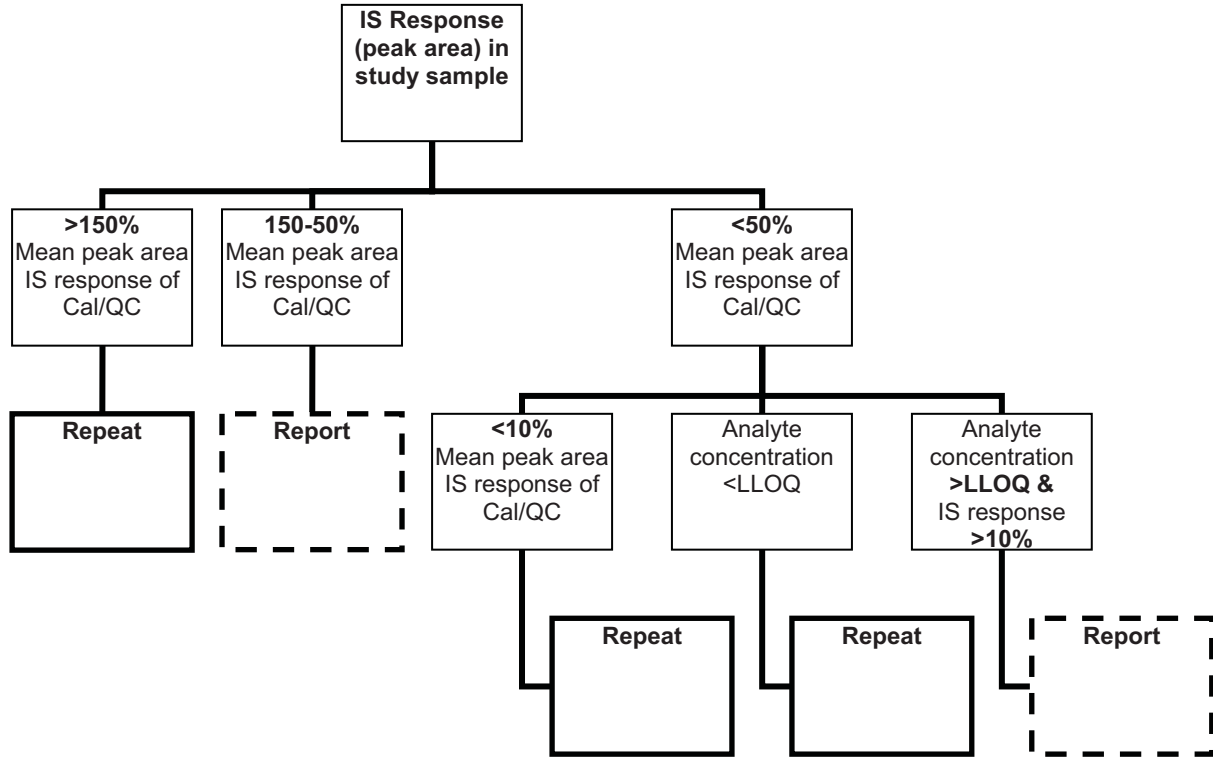 IS Response
(peak area) in
study sample
>150%
Mean peak area
IS response of
Cal/QC
150-50%
Mean peak area
IS response of
Cal/QC
<50%
Mean peak area
IS response of
Cal/QC
Repeat
Report
<10%
Mean peak area
IS response of
Cal/QC
Analyte
concentration
<LLOQ
Analyte
concentration
>LLOQ &
IS response
>10%
Repeat
Repeat
Report